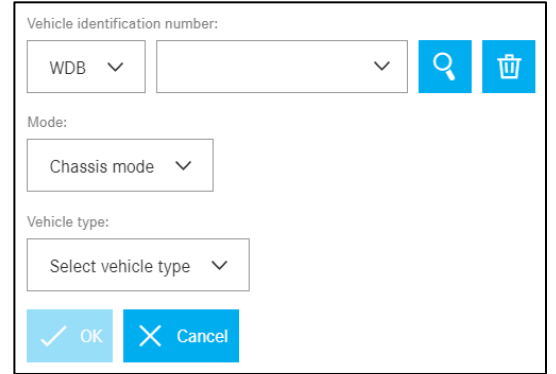 Vehicle identification number:
WDB
Mode:
Chassis mode
Vehicle type:
Select vehicle type
OK Cancel